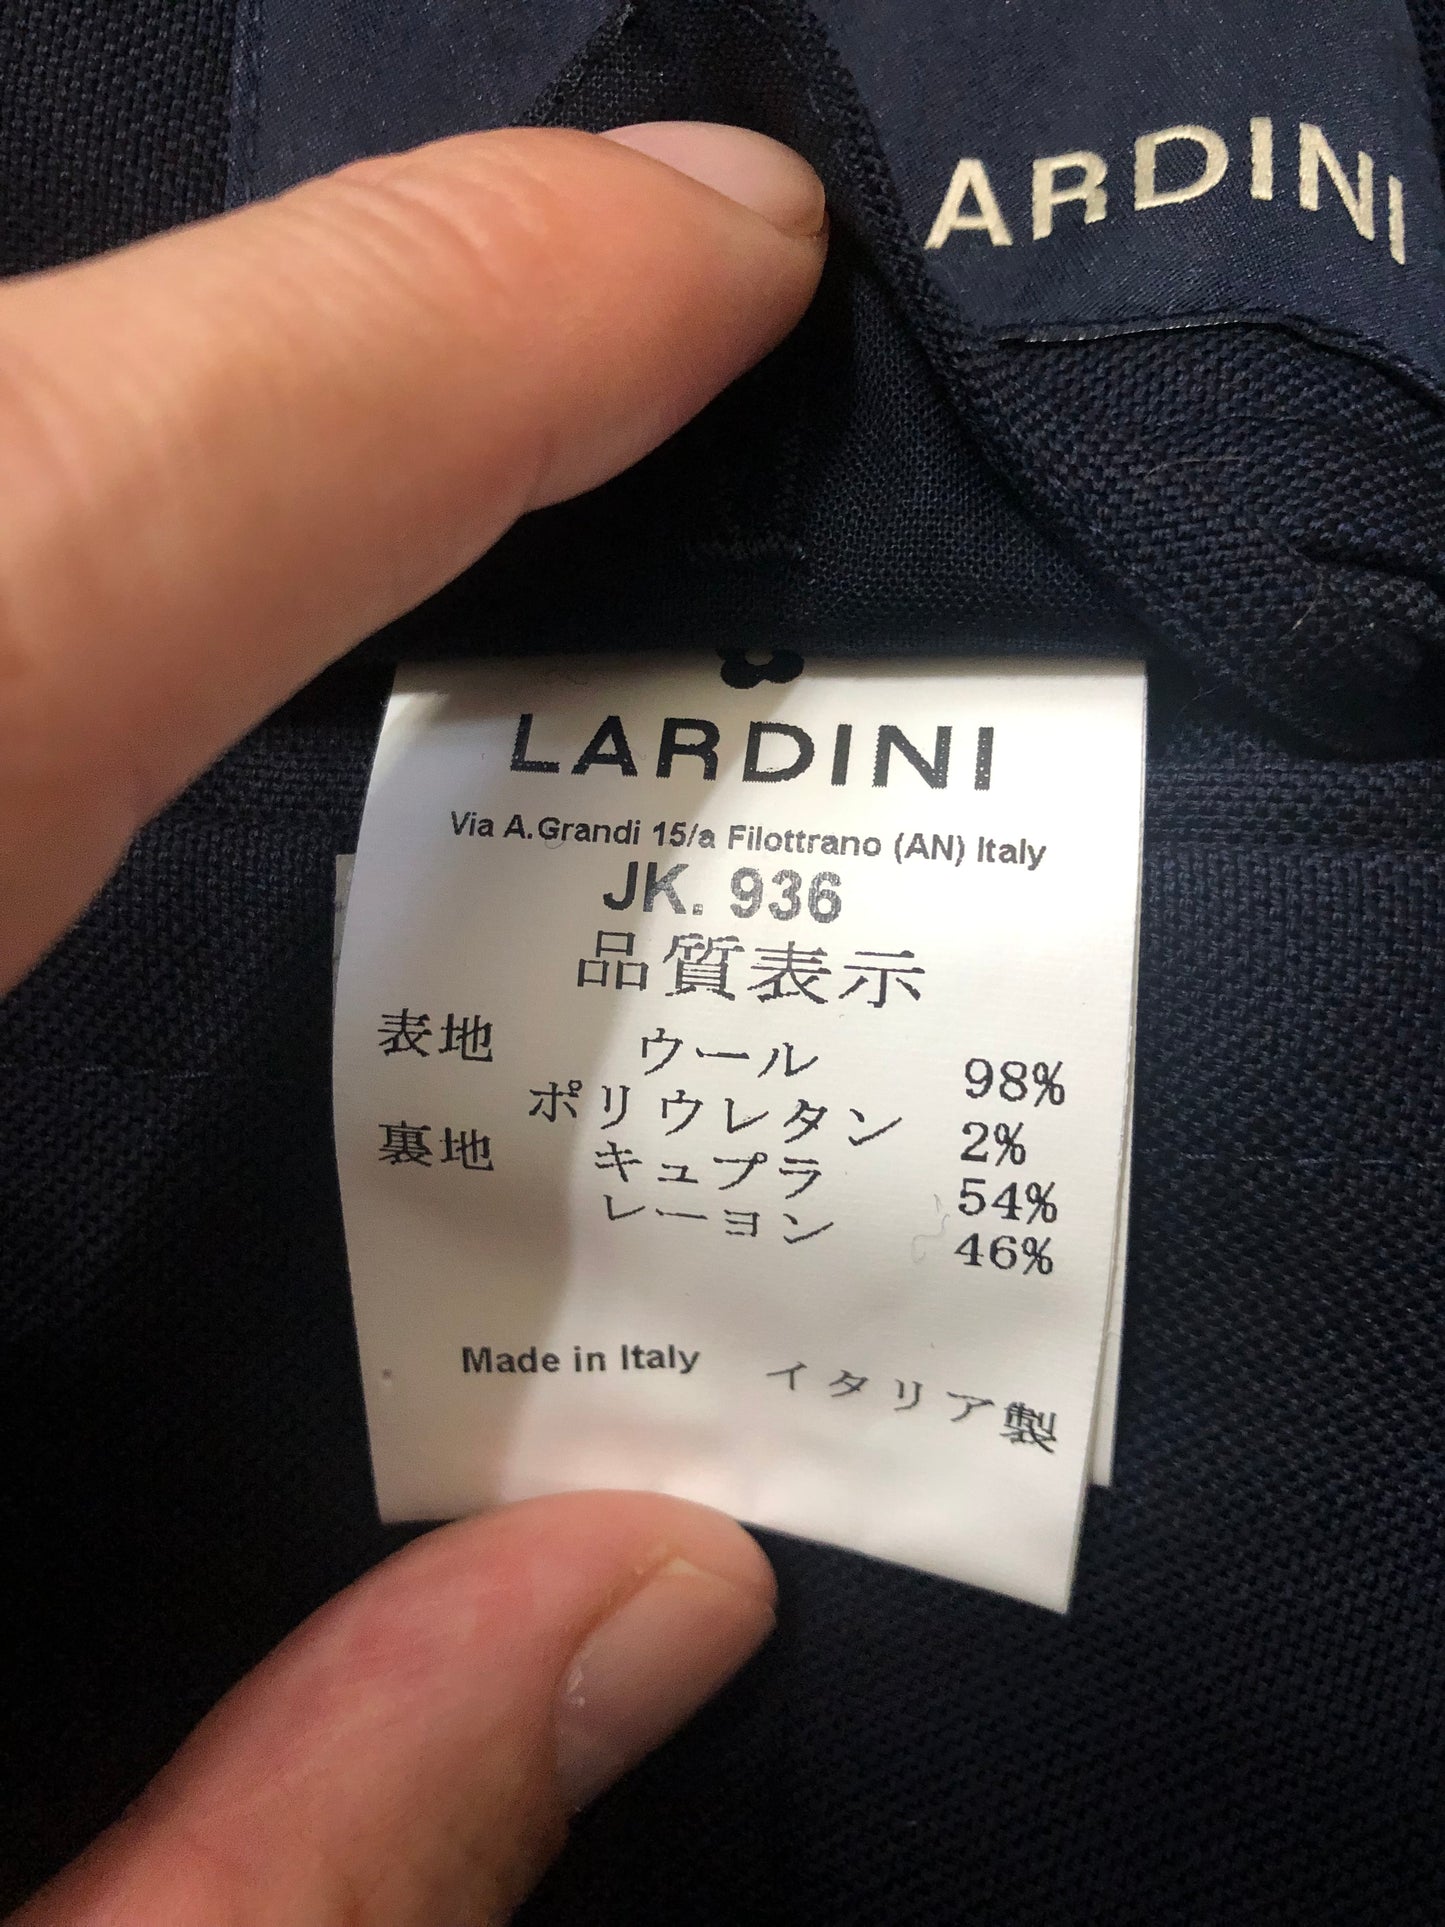 ARDINI
LARDINI
Via A.Grandi 15/a Filottrano (AN) Italy
JK. 936
品質表示
表地 ウール 98%
ポリウレタン 2%
裏地 キュプラ 54%
レーヨン 46%
Made in Italy イタリア製